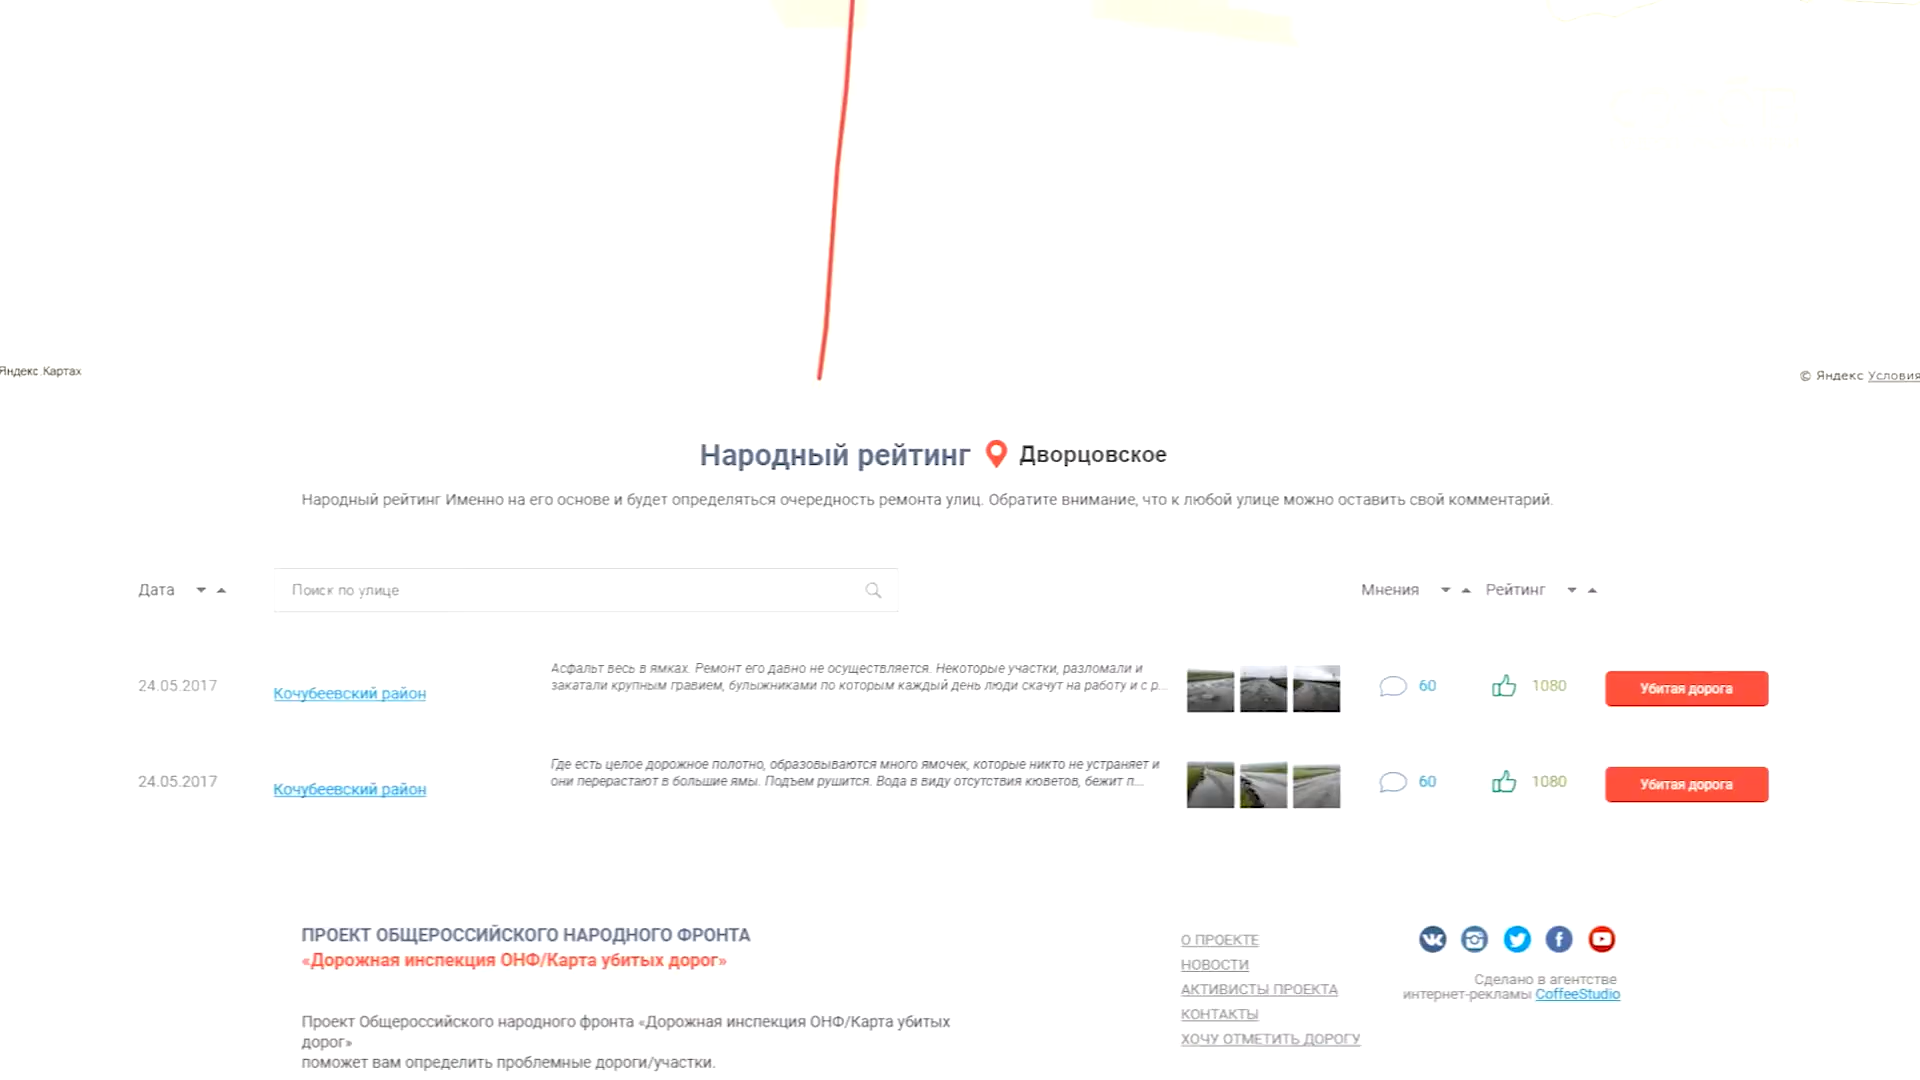 Яндекс.Картах
© Яндекс Условия
Народный рейтинг Дворцовское
Народный рейтинг Именно на его основе и будет определяться очередность ремонта улиц. Обратите внимание, что к любой улице можно оставить свой комментарий.
Дата Поиск по улице Мнения Рейтинг
Асфальт весь в ямках. Ремонт его давно не осуществляется. Некоторые участки, разломали и
24.05.2017 Кочубеевский район закатали крупным гравием, булыжниками по которым каждый день люди скачут на работу и с р... 60 1080 Убитая дорога
Где есть целое дорожное полотно, образовываются много ямочек, которые никто не устраняет и
24.05.2017 Кочубеевский район они перерастают в большие ямы. Подъем рушится. Вода в виду отсутствия кюветов, бежит п... 60 1080 Убитая дорога
ПРОЕКТ ОБЩЕРОССИЙСКОГО НАРОДНОГО ФРОНТА
«Дорожная инспекция ОНФ/Карта убитых дорог»
Проект Общероссийского народного фронта «Дорожная инспекция ОНФ/Карта убитых
дорог»
поможет вам определить проблемные дороги/участки.
О ПРОЕКТЕ
НОВОСТИ
АКТИВИСТЫ ПРОЕКТА
КОНТАКТЫ
ХОЧУ ОТМЕТИТЬ ДОРОГУ
Сделано в агентстве
интернет-рекламы CoffeeStudio